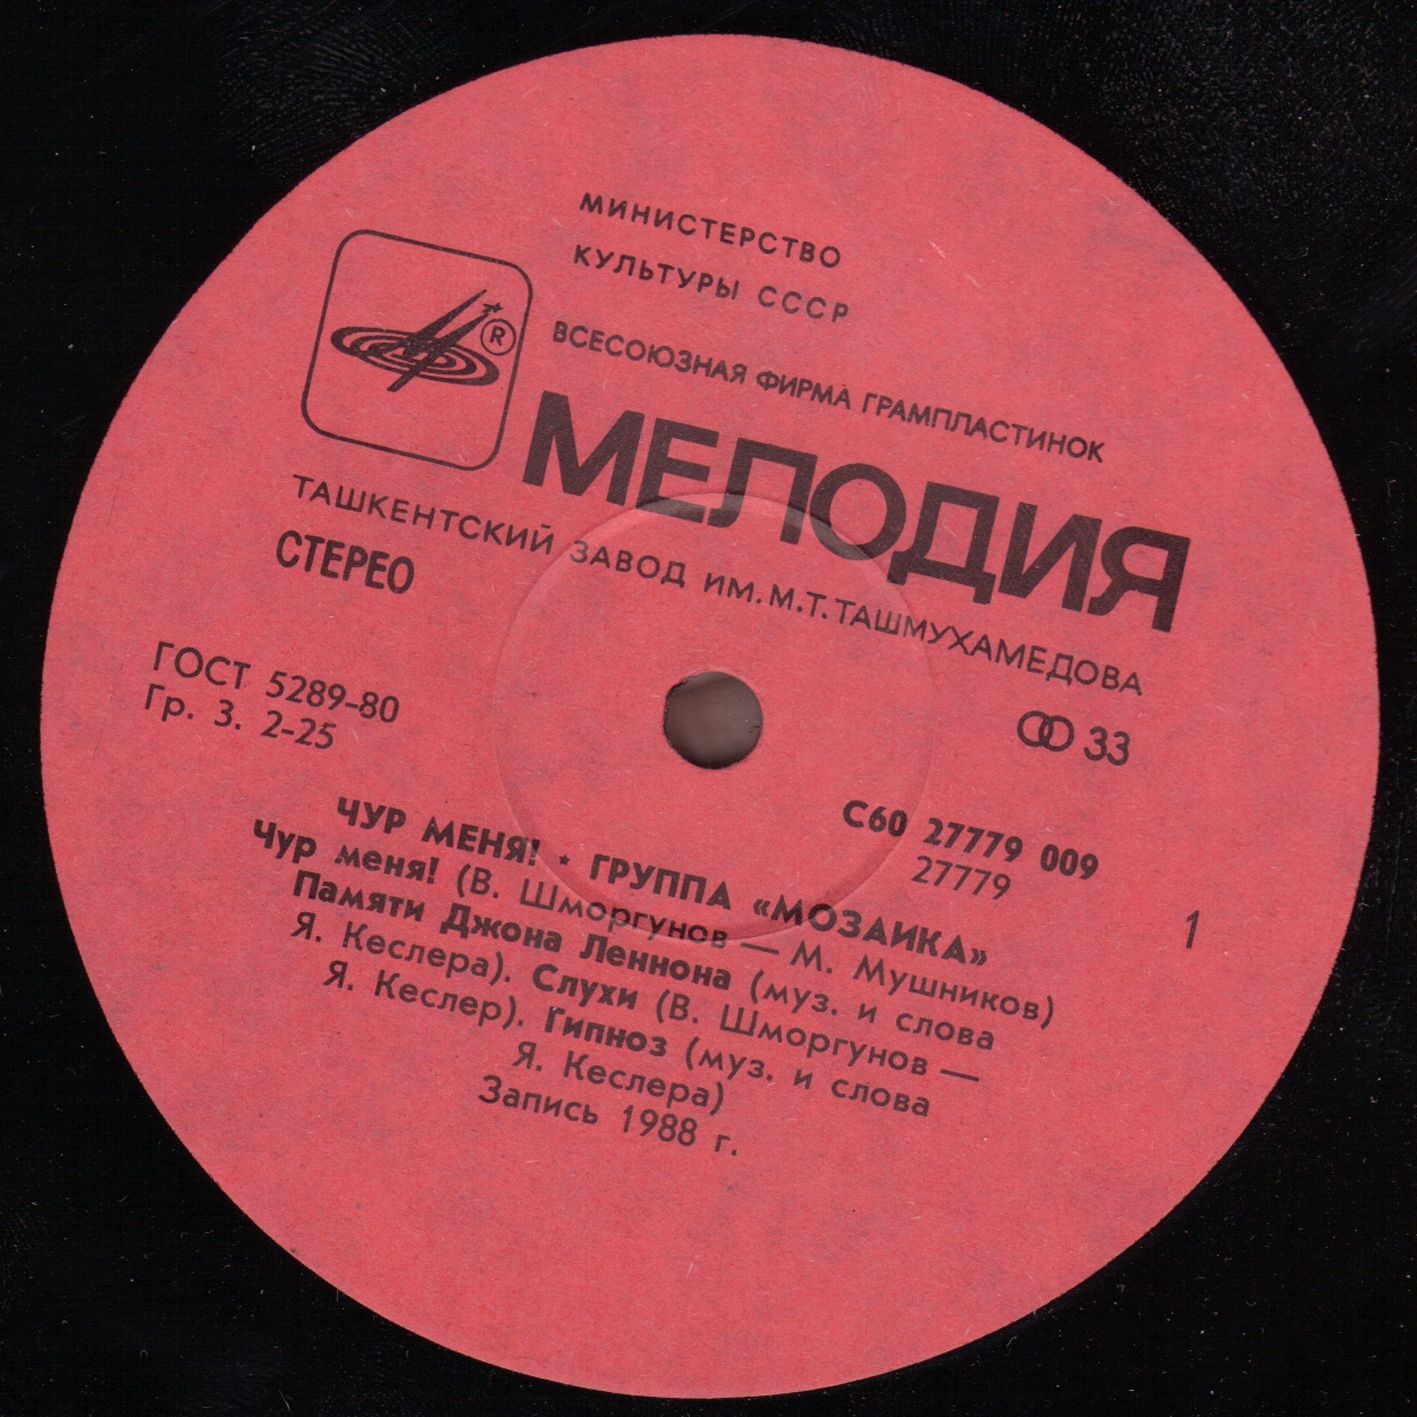 МИНИСТЕРСТВО
КУЛЬТУРЫ СССР
ВСЕСОЮЗНАЯ ФИРМА ГРАМПЛАСТИНОК
®
МЕЛОДИЯ
ТАШКЕНТСКИЙ ЗАВОД ИМ. М. Т. ТАШМУХАМЕДОВА
СТЕРЕО
ГОСТ 5289-80
Гр. 3. 2-25
33
С60 27779 009
27779
1
ЧУР МЕНЯ! ★ ГРУППА «МОЗАИКА»
Чур меня! (В. Шморгунов — М. Мушников)
Памяти Джона Леннона (муз. и слова
Я. Кеслера). Слухи (В. Шморгунов —
Я. Кеслер). Гипноз (муз. и слова
Я. Кеслера)
Запись 1988 г.